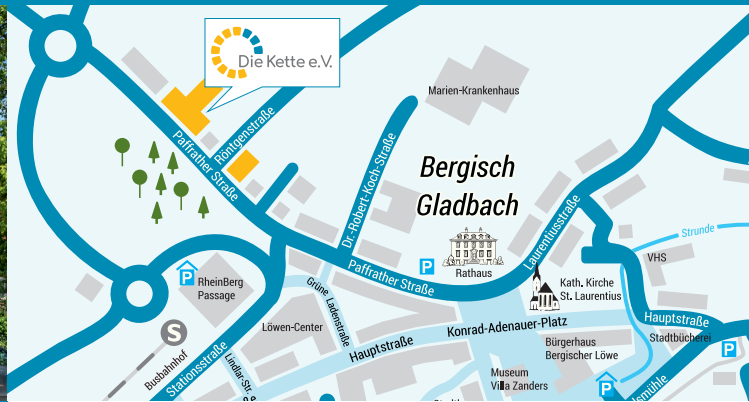 Die Kette e.V.
Marien-Krankenhaus
Röntgenstraße
Paffrather Straße
Dr.-Robert-Koch-Straße
Bergisch
Gladbach
Laurentiusstraße
Strunde
P
Rathaus
VHS
P
RheinBerg
Passage
Paffrather Straße
Kath. Kirche
St. Laurentius
Grüne Ladenstraße
S
Löwen-Center
Konrad-Adenauer-Platz
Hauptstraße
Stadtbücherei
Hauptstraße
Bürgerhaus
Bergischer Löwe
P
Busbahnhof
Stationsstraße
Lindlar-Str.
Museum
Villa Zanders
P